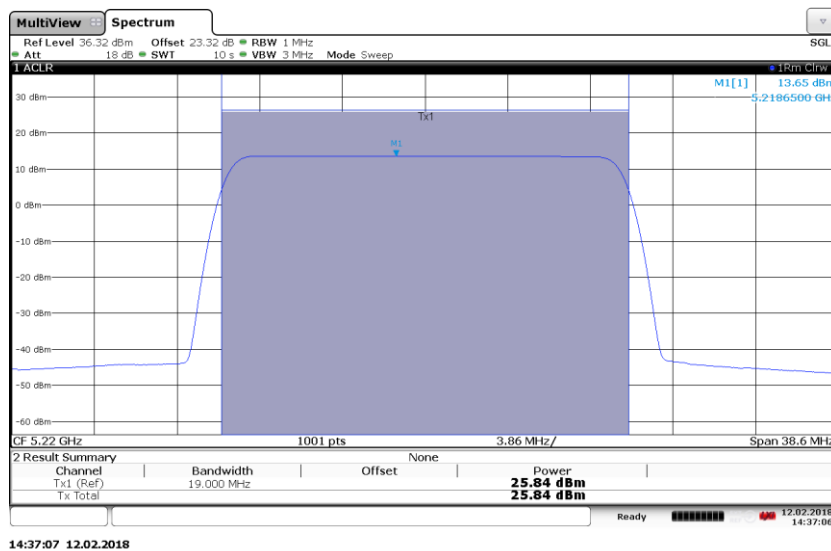 MultiView Spectrum
Ref Level 36.32 dBm Offset 23.32 dB RBW 1 MHz SGL
Att 18 dB SWT 10 s VBW 3 MHz Mode Sweep
1 ACLR 1Rm Clrw
M1[1] 13.65 dBm
5.2186500 GHz
30 dBm
Tx1
20 dBm
M1
10 dBm
0 dBm
-10 dBm
-20 dBm
-30 dBm
-40 dBm
-50 dBm
-60 dBm
CF 5.22 GHz 1001 pts 3.86 MHz/ Span 38.6 MHz
2 Result Summary None
Channel Bandwidth Offset Power
Tx1 (Ref) 19.000 MHz 25.84 dBm
Tx Total 25.84 dBm
Ready 12.02.2018
14:37:06
14:37:07 12.02.2018